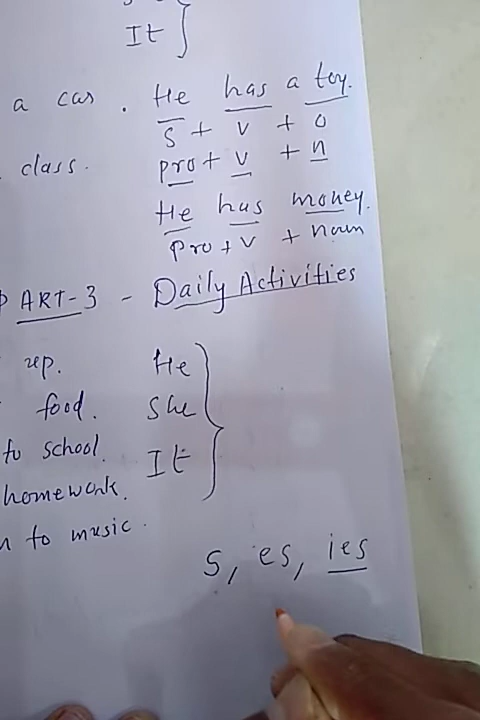 It
a car. He has a toy.
S + V + O
class. pro + v + n
He has money.
Pro + V + noun
PART-3 - Daily Activities
up. He
food. She
to school. It
homework.
to music.
s, es, ies